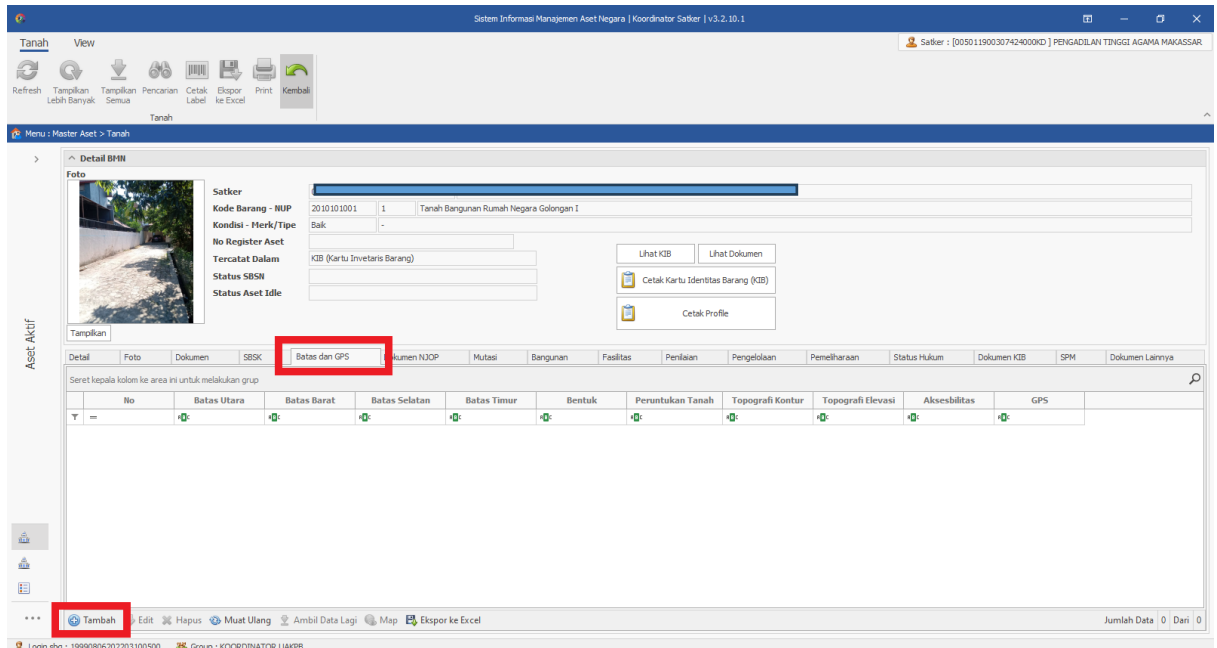 Sistem Informasi Manajemen Aset Negara | Koordinator Satker | v3.2.10.1
Tanah View
Satker : [005011900307424000KD ] PENGADILAN TINGGI AGAMA MAKASSAR
Refresh Tampilkan Lebih Banyak Tampilkan Semua Pencarian Cetak Label Ekspor ke Excel Print Kembali
Tanah
Menu : Master Aset > Tanah
Detail BMN
Foto
Satker
Kode Barang - NUP 2010101001 1 Tanah Bangunan Rumah Negara Golongan I
Kondisi - Merk/Tipe Baik -
No Register Aset
Tercatat Dalam KIB (Kartu Invetaris Barang)
Status SBSN
Status Aset Idle
Lihat KIB Lihat Dokumen
Cetak Kartu Identitas Barang (KIB)
Cetak Profile
Tampilkan
Aset Aktif
Detail Foto Dokumen SBSK Batas dan GPS Dokumen NJOP Mutasi Bangunan Fasilitas Penilaian Pengelolaan Pemeliharaan Status Hukum Dokumen KIB SPM Dokumen Lainnya
Seret kepala kolom ke area ini untuk melakukan grup
No Batas Utara Batas Barat Batas Selatan Batas Timur Bentuk Peruntukan Tanah Topografi Kontur Topografi Elevasi Aksesbilitas GPS
=
Tambah Edit Hapus Muat Ulang Ambil Data Lagi Map Ekspor ke Excel Jumlah Data 0 Dari 0
Login sbg : 199908062022031005000 Group : KOORDINATOR UAKPB